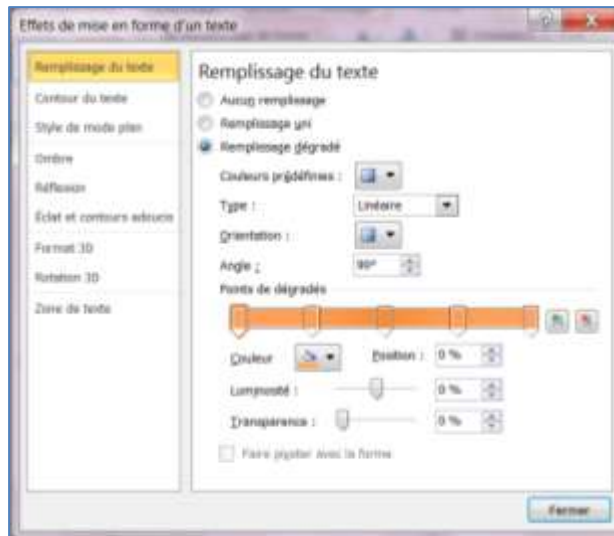 Effets de mise en forme d'un texte
Remplissage du texte
Contour du texte
Style de mode plan
Ombre
Réflexion
Éclat et contours adoucis
Format 3D
Rotation 3D
Zone de texte
Remplissage du texte
Aucun remplissage
Remplissage uni
Remplissage dégradé
Couleurs prédéfinies :
Type : Linéaire
Orientation :
Angle : 90°
Points de dégradés
Couleur Position : 0 %
Luminosité : 0 %
Transparence : 0 %
Faire pivoter avec la forme
Fermer